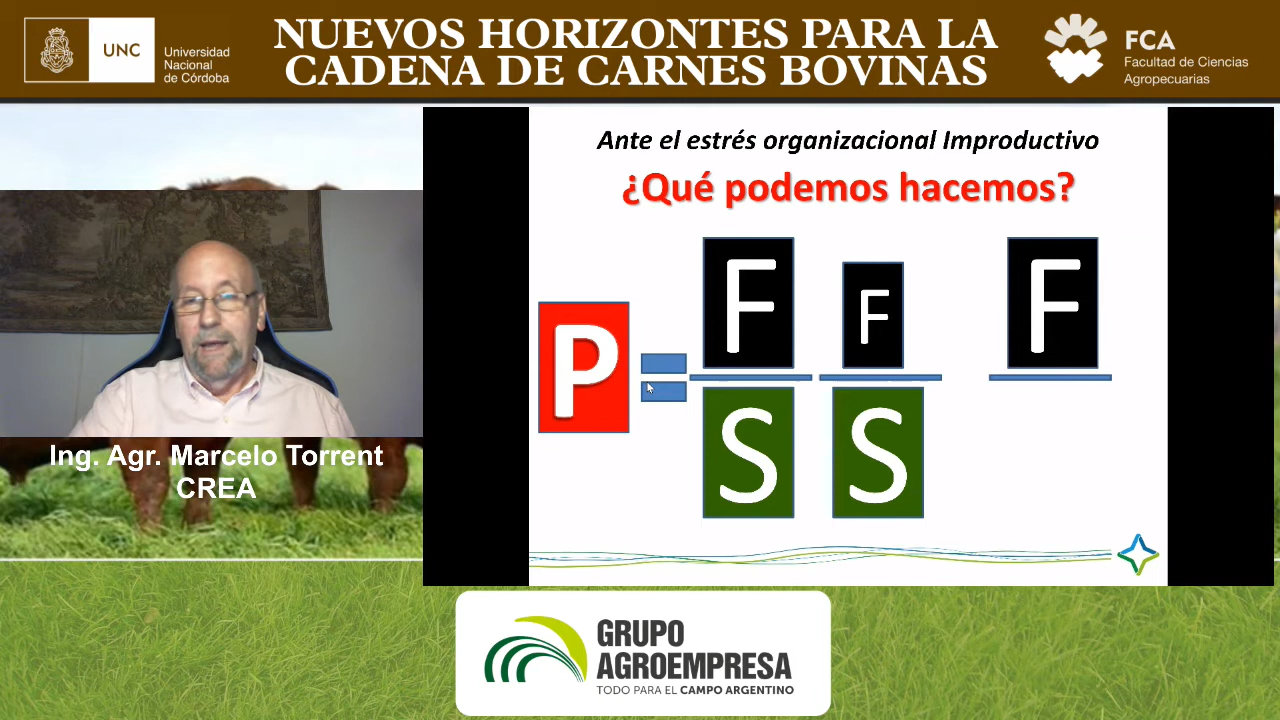 UNC
Universidad
Nacional
de Córdoba
NUEVOS HORIZONTES PARA LA
CADENA DE CARNES BOVINAS
FCA
Facultad de Ciencias
Agropecuarias
Ante el estrés organizacional Improductivo
¿Qué podemos hacemos?
P = F F F
S S
Ing. Agr. Marcelo Torrent
CREA
GRUPO
AGROEMPRESA
TODO PARA EL CAMPO ARGENTINO